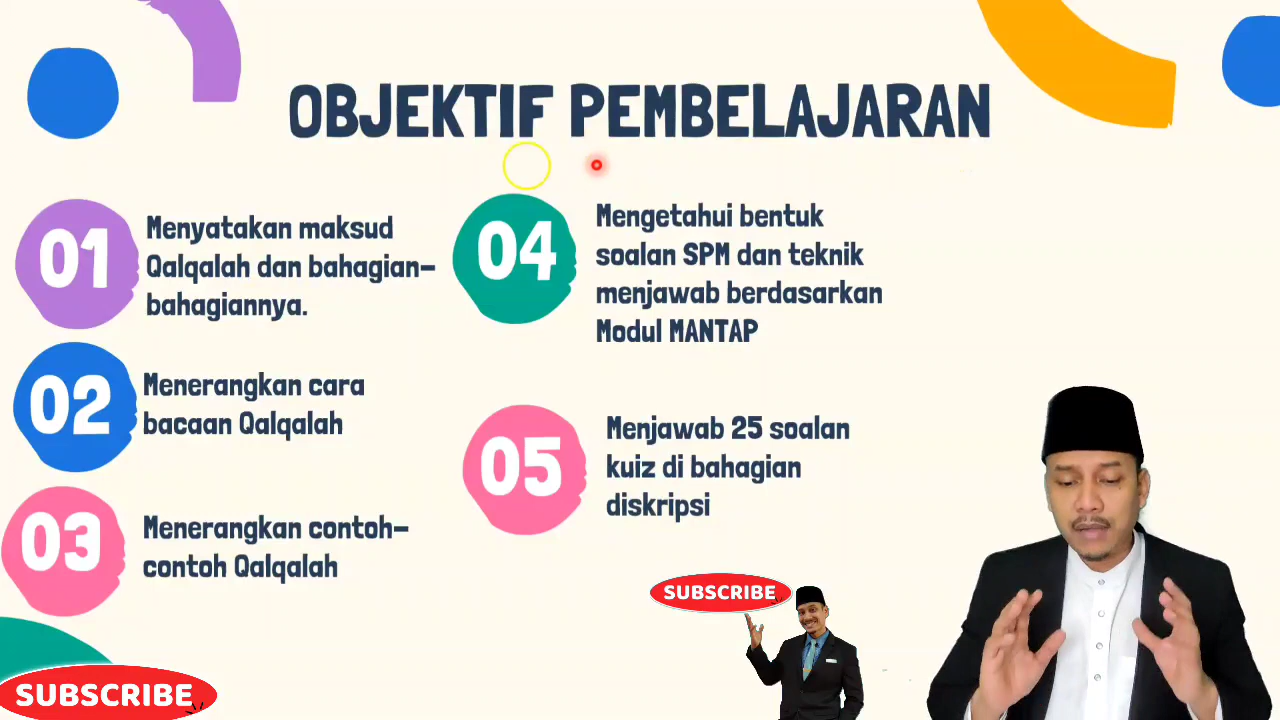 OBJEKTIF PEMBELAJARAN
01
Menyatakan maksud
Qalqalah dan bahagian-
bahagiannya.
02
Menerangkan cara
bacaan Qalqalah
03
Menerangkan contoh-
contoh Qalqalah
04
Mengetahui bentuk
soalan SPM dan teknik
menjawab berdasarkan
Modul MANTAP
05
Menjawab 25 soalan
kuiz di bahagian
diskripsi
SUBSCRIBE
SUBSCRIBE